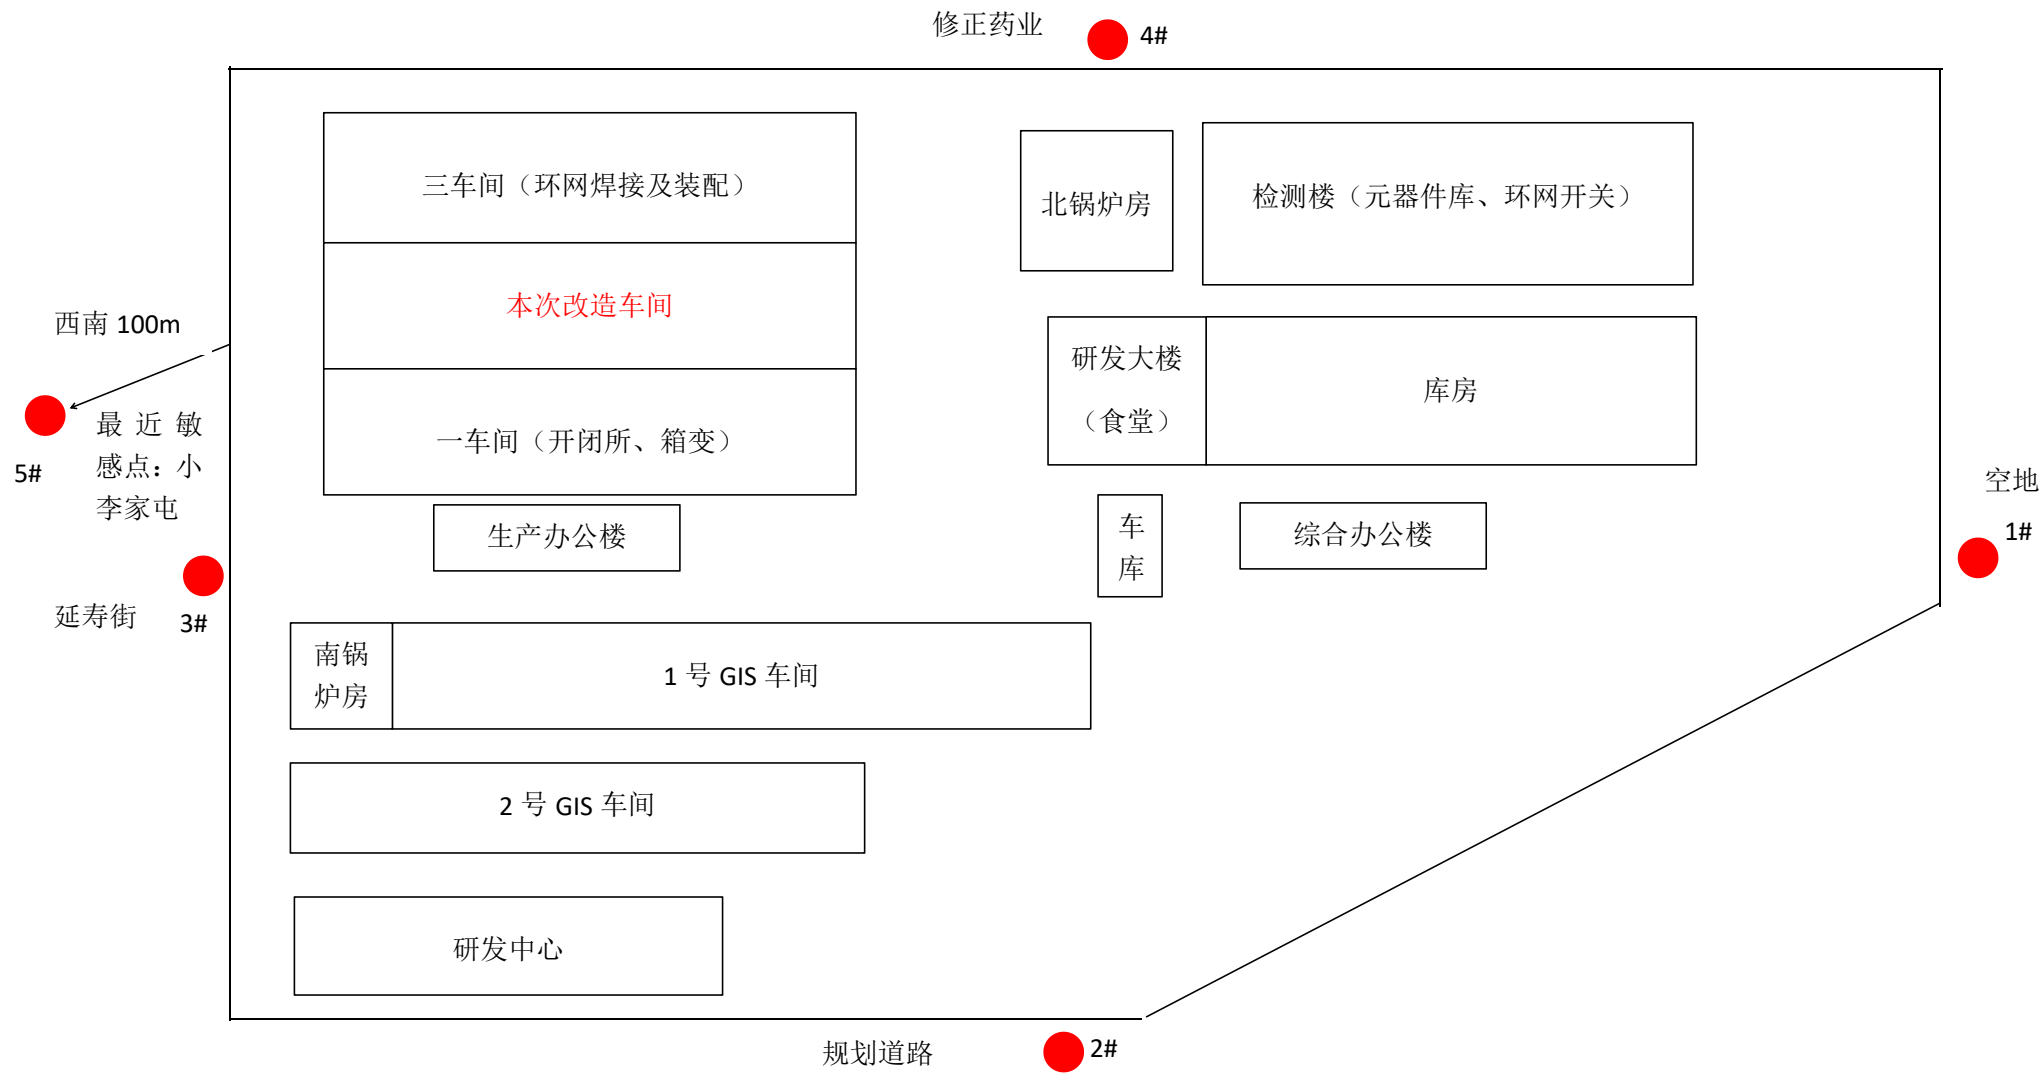 修正药业
4#
三车间（环网焊接及装配）
北锅炉房
检测楼（元器件库、环网开关）
本次改造车间
西南 100m
研发大楼
（食堂）
库房
最近敏
感点：小
李家屯
5#
一车间（开闭所、箱变）
空地
1#
生产办公楼
车
库
综合办公楼
延寿街
3#
南锅
炉房
1 号 GIS 车间
2 号 GIS 车间
研发中心
规划道路
2#